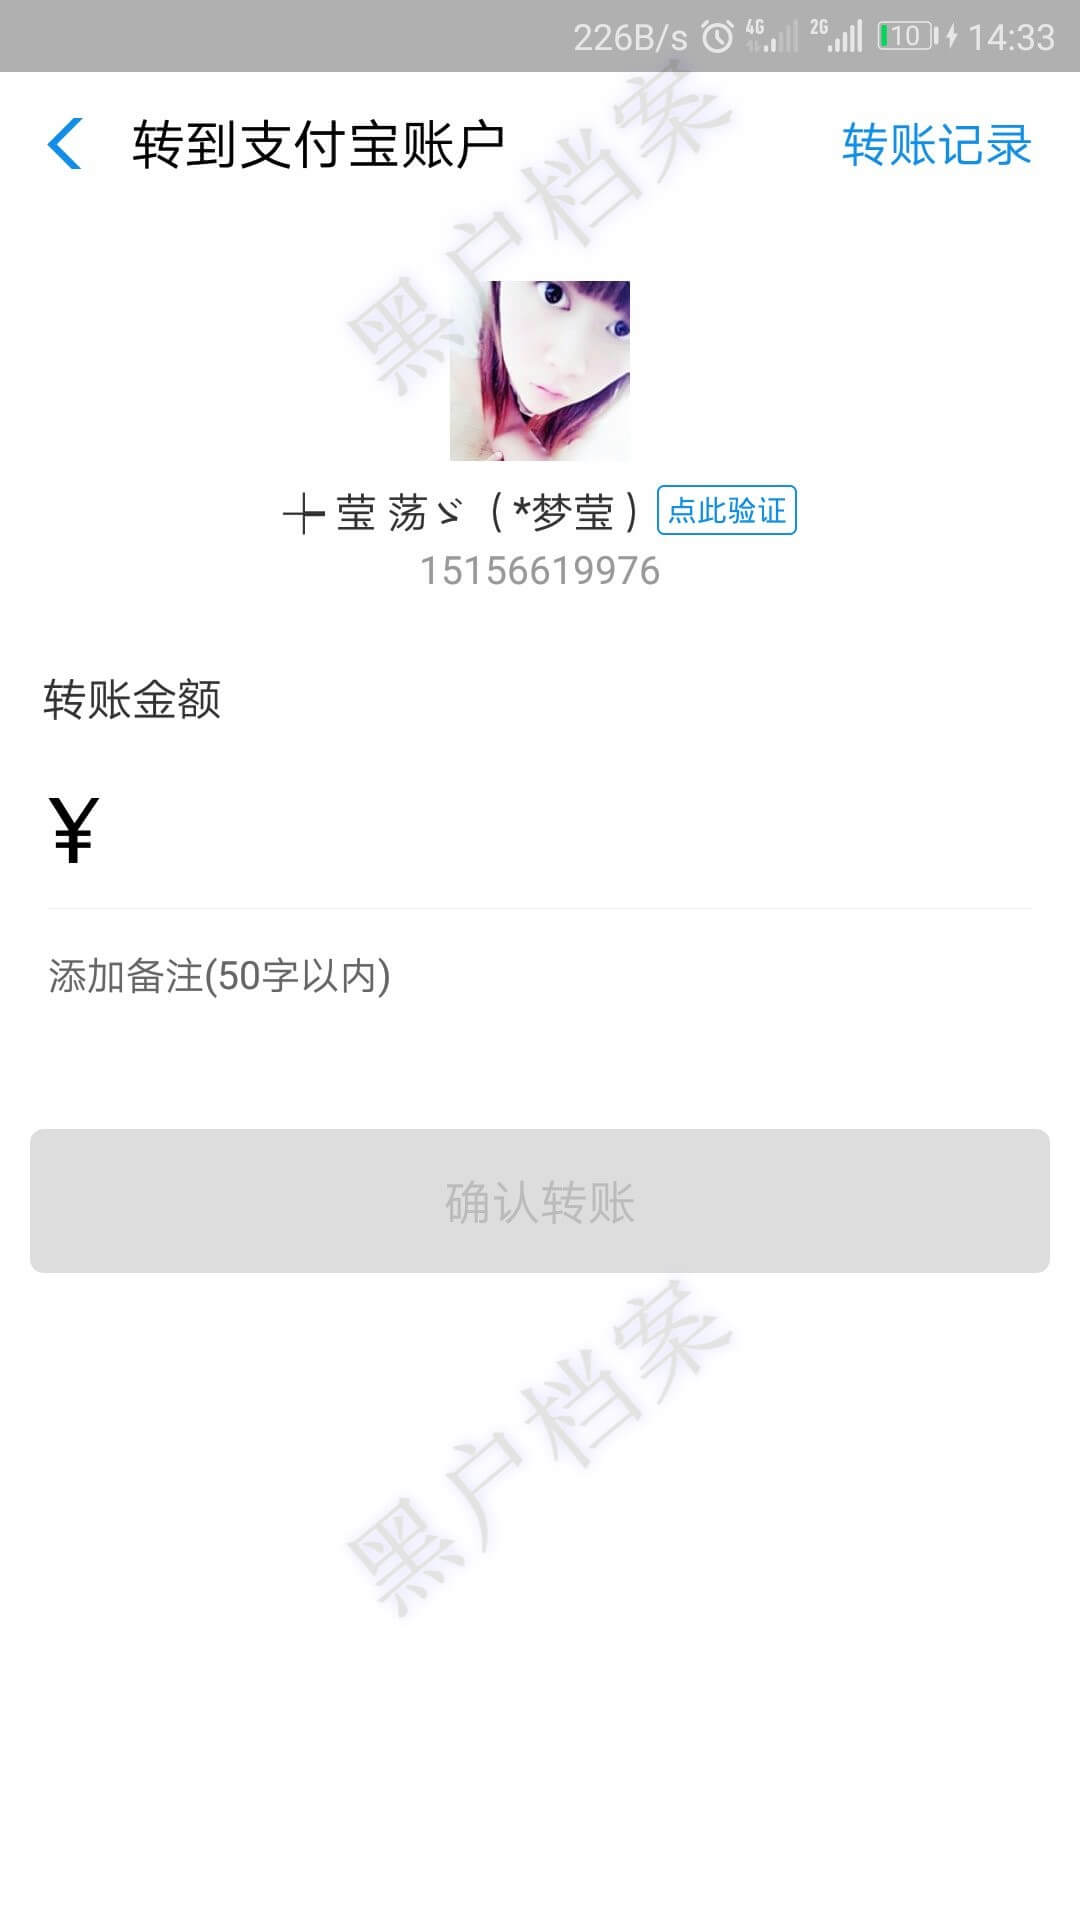 226B/s 4G 2G 10 14:33
转到支付宝账户 转账记录
十莹 荡ゞ（*梦莹） 点此验证
15156619976
转账金额
¥
添加备注(50字以内)
确认转账
黑户档案
黑户档案